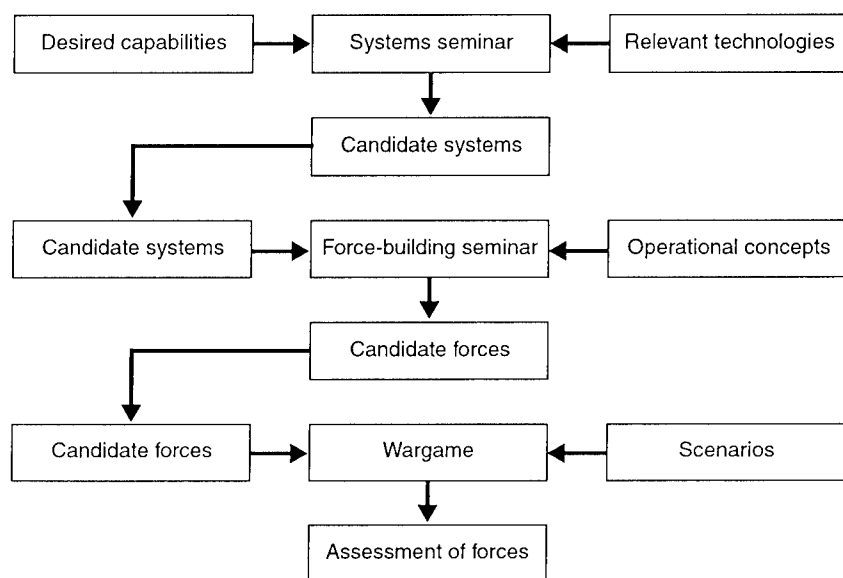 Desired capabilities
Systems seminar
Relevant technologies
Candidate systems
Candidate systems
Force-building seminar
Operational concepts
Candidate forces
Candidate forces
Wargame
Scenarios
Assessment of forces